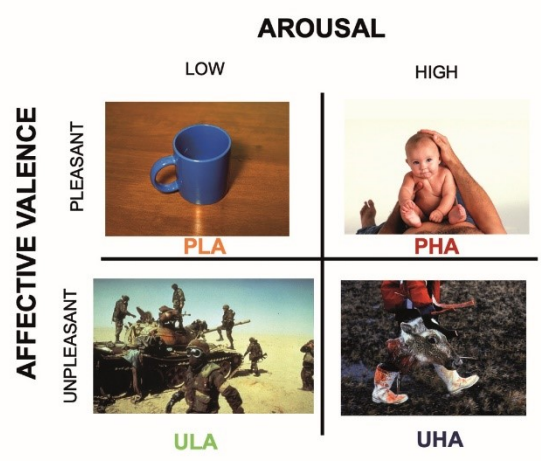 AROUSAL
LOW
HIGH
AFFECTIVE VALENCE
PLEASANT
UNPLEASANT
PLA
PHA
ULA
UHA